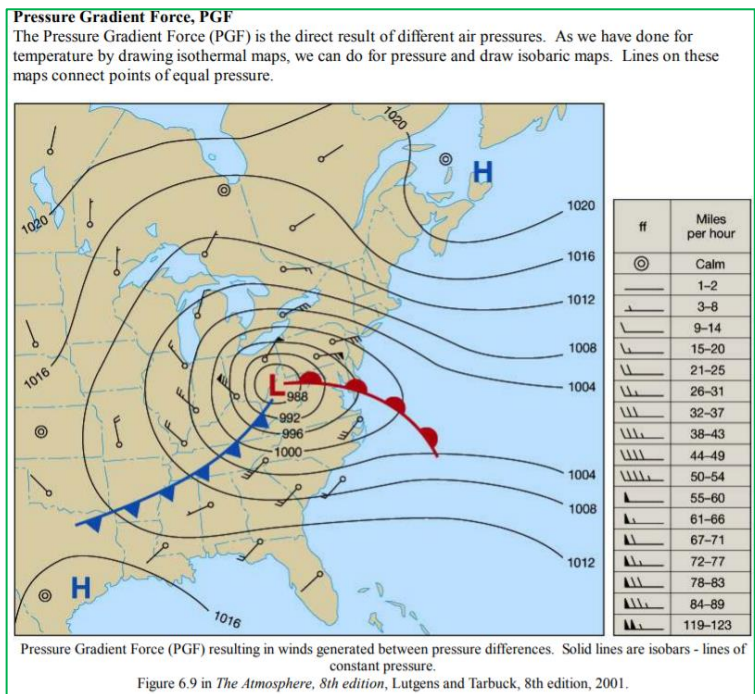 Pressure Gradient Force, PGF
The Pressure Gradient Force (PGF) is the direct result of different air pressures. As we have done for
temperature by drawing isothermal maps, we can do for pressure and draw isobaric maps. Lines on these
maps connect points of equal pressure.
1020
H
1020
1020
1016
1012
1008
1016
1004
L
988
992
996
1000
1004
1008
1012
H
1016
ff Miles per hour
Calm
1–2
3–8
9–14
15–20
21–25
26–31
32–37
38–43
44–49
50–54
55–60
61–66
67–71
72–77
78–83
84–89
119–123
Pressure Gradient Force (PGF) resulting in winds generated between pressure differences. Solid lines are isobars - lines of
constant pressure.
Figure 6.9 in The Atmosphere, 8th edition, Lutgens and Tarbuck, 8th edition, 2001.